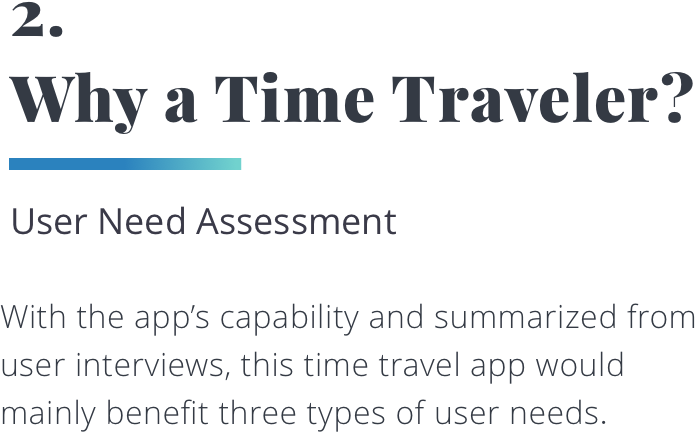 2.
Why a Time Traveler?
User Need Assessment
With the app’s capability and summarized from
user interviews, this time travel app would
mainly benefit three types of user needs.